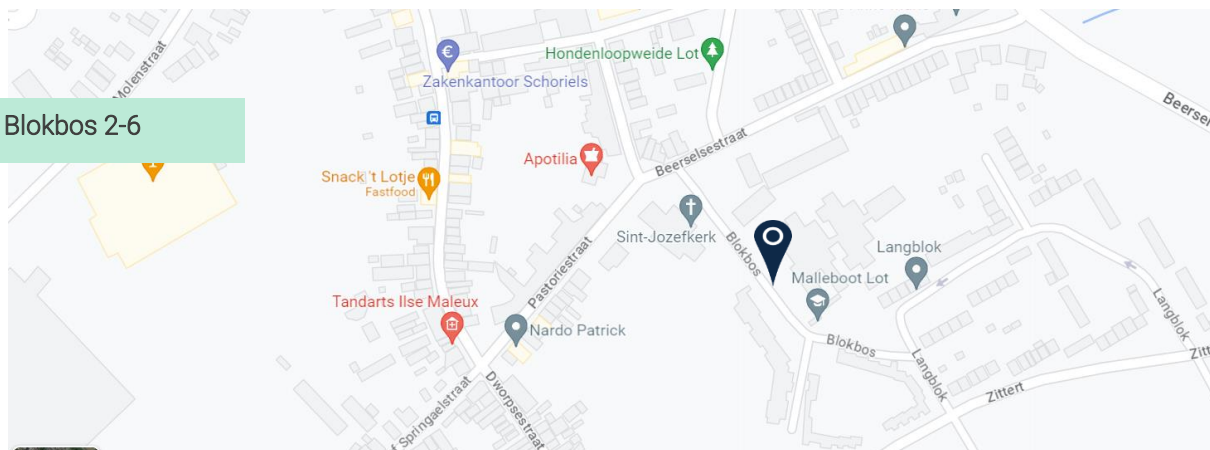 Molenstraat
Blokbos 2-6
Zakenkantoor Schoriels
Hondenloopweide Lot
Beersel
Apotilia
Beerselsestraat
Snack 't Lotje
Fastfood
Sint-Jozefkerk
Blokbos
Langblok
Malleboot Lot
Pastoriestraat
Tandarts Ilse Maleux
Nardo Patrick
Blokbos
Langblok
Langblok
Zitt
Zittert
Dworpsestraat
f Springaelstraat